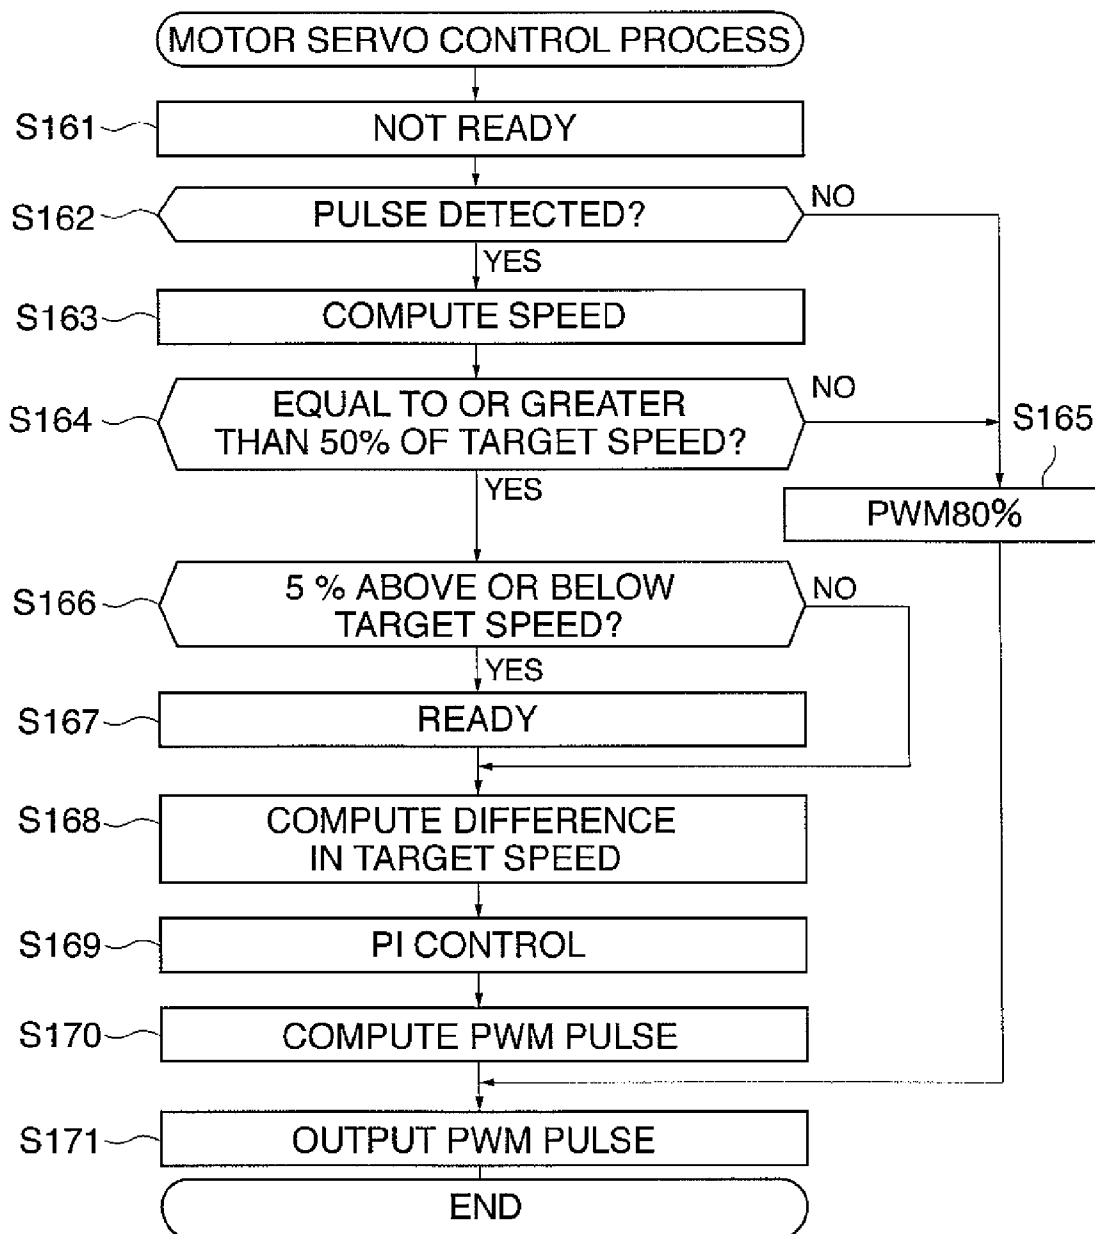 MOTOR SERVO CONTROL PROCESS
S161
NOT READY
S162
PULSE DETECTED?
NO
YES
S163
COMPUTE SPEED
S164
EQUAL TO OR GREATER
THAN 50% OF TARGET SPEED?
NO
YES
S165
PWM80%
S166
5 % ABOVE OR BELOW
TARGET SPEED?
NO
YES
S167
READY
S168
COMPUTE DIFFERENCE
IN TARGET SPEED
S169
PI CONTROL
S170
COMPUTE PWM PULSE
S171
OUTPUT PWM PULSE
END